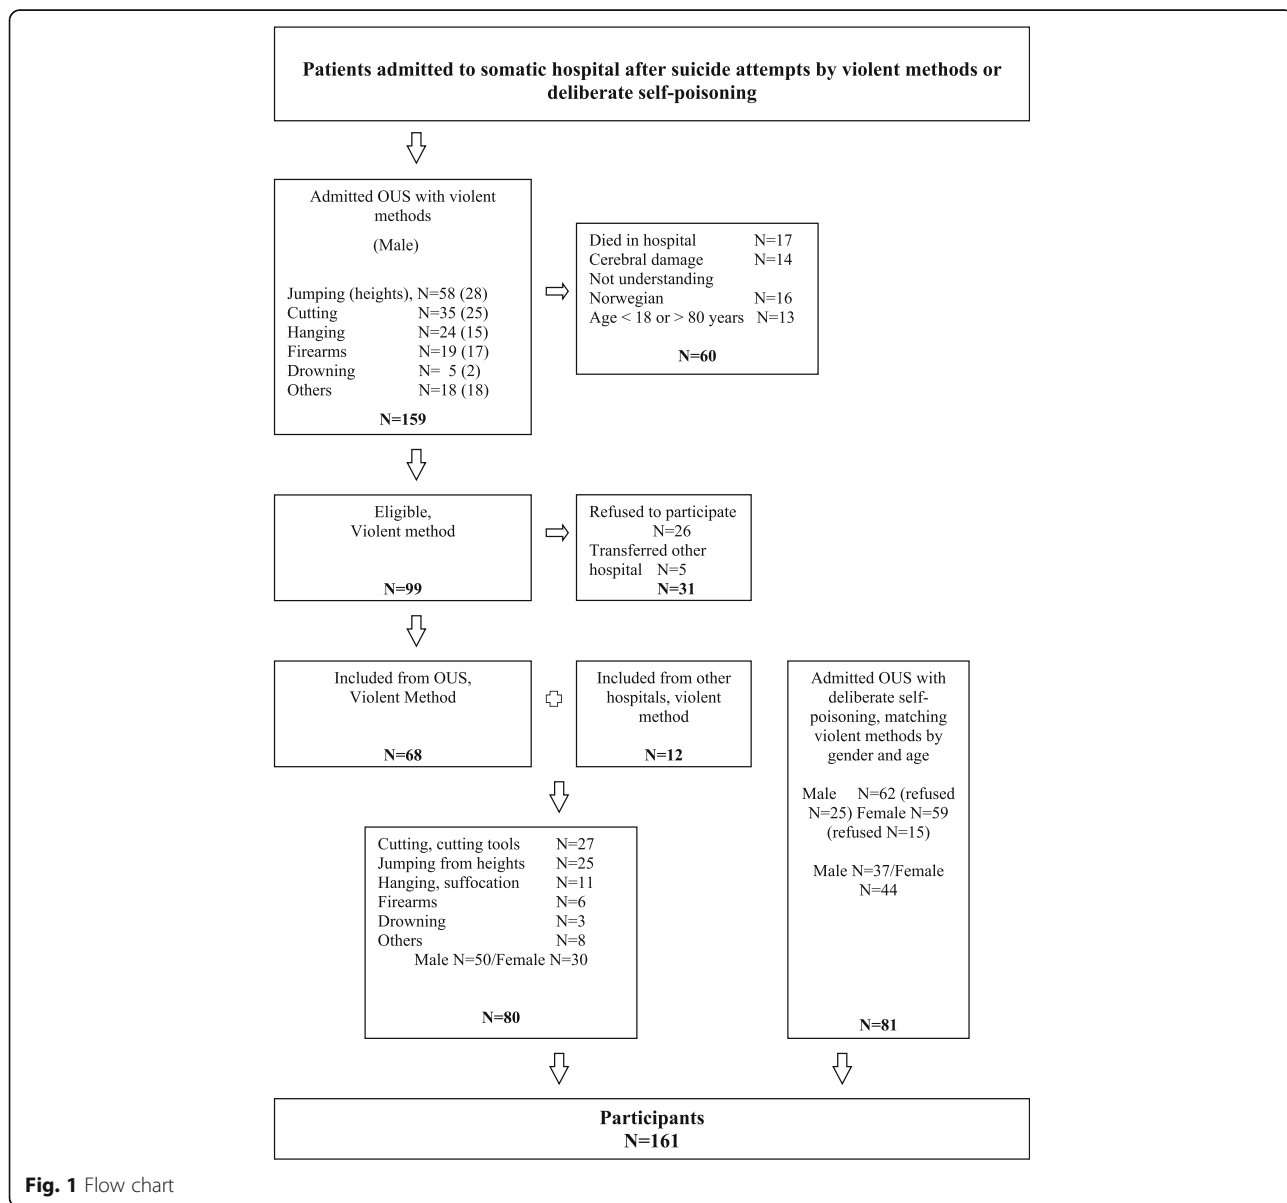 Patients admitted to somatic hospital after suicide attempts by violent methods or
deliberate self-poisoning
Admitted OUS with violent
methods
(Male)
Jumping (heights), N=58 (28)
Cutting N=35 (25)
Hanging N=24 (15)
Firearms N=19 (17)
Drowning N= 5 (2)
Others N=18 (18)
N=159
Died in hospital N=17
Cerebral damage N=14
Not understanding
Norwegian N=16
Age < 18 or > 80 years N=13
N=60
Eligible,
Violent method
N=99
Refused to participate
N=26
Transferred other
hospital N=5
N=31
Included from OUS,
Violent Method
N=68
Included from other
hospitals, violent
method
N=12
Admitted OUS with
deliberate self-
poisoning, matching
violent methods by
gender and age
Male N=62 (refused
N=25) Female N=59
(refused N=15)
Male N=37/Female
N=44
N=81
Cutting, cutting tools N=27
Jumping from heights N=25
Hanging, suffocation N=11
Firearms N=6
Drowning N=3
Others N=8
Male N=50/Female N=30
N=80
Participants
N=161
Fig. 1 Flow chart